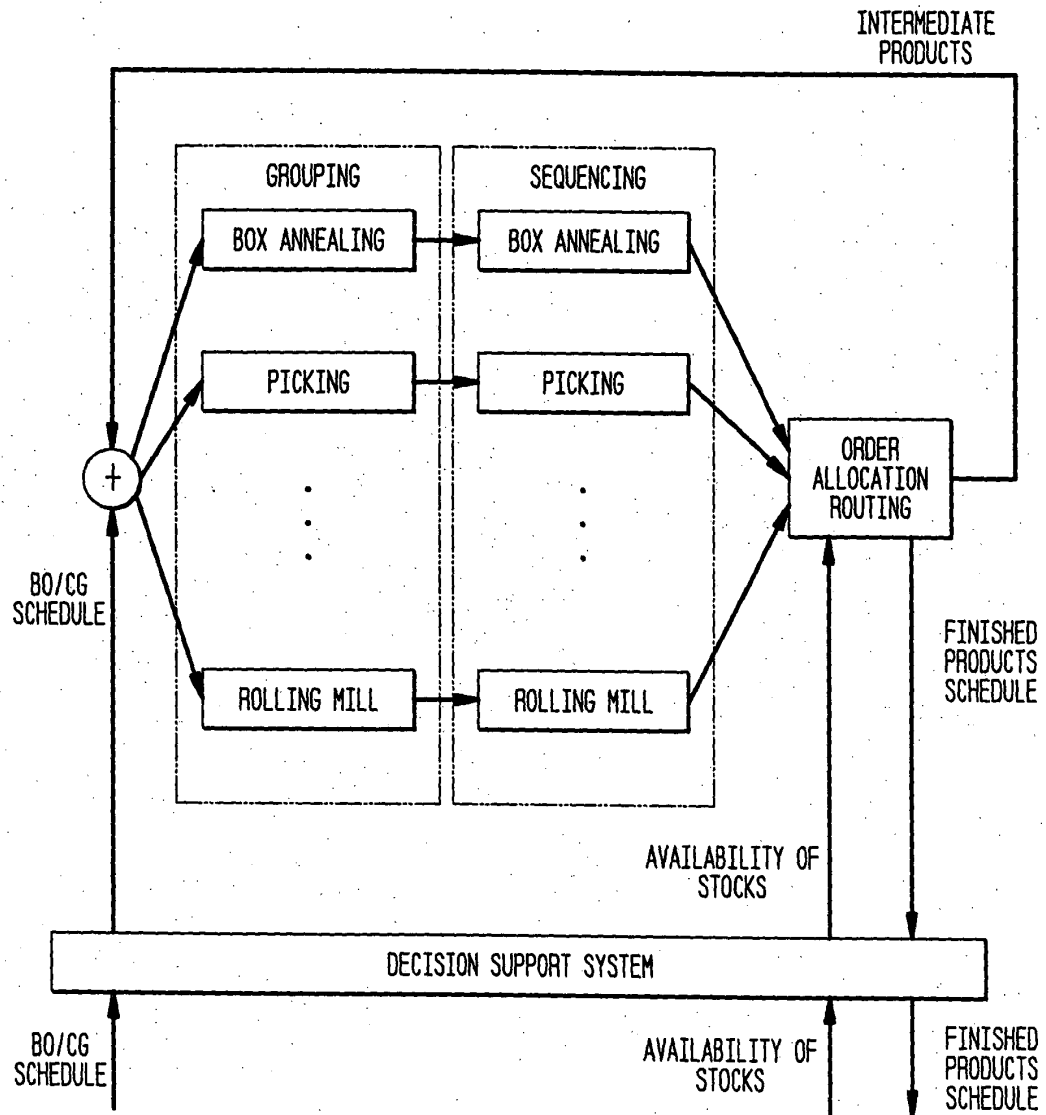 INTERMEDIATE
PRODUCTS
GROUPING
SEQUENCING
BOX ANNEALING
BOX ANNEALING
PICKING
PICKING
+
ORDER
ALLOCATION
ROUTING
BO/CG
SCHEDULE
FINISHED
PRODUCTS
SCHEDULE
ROLLING MILL
ROLLING MILL
AVAILABILITY OF
STOCKS
DECISION SUPPORT SYSTEM
BO/CG
SCHEDULE
AVAILABILITY OF
STOCKS
FINISHED
PRODUCTS
SCHEDULE